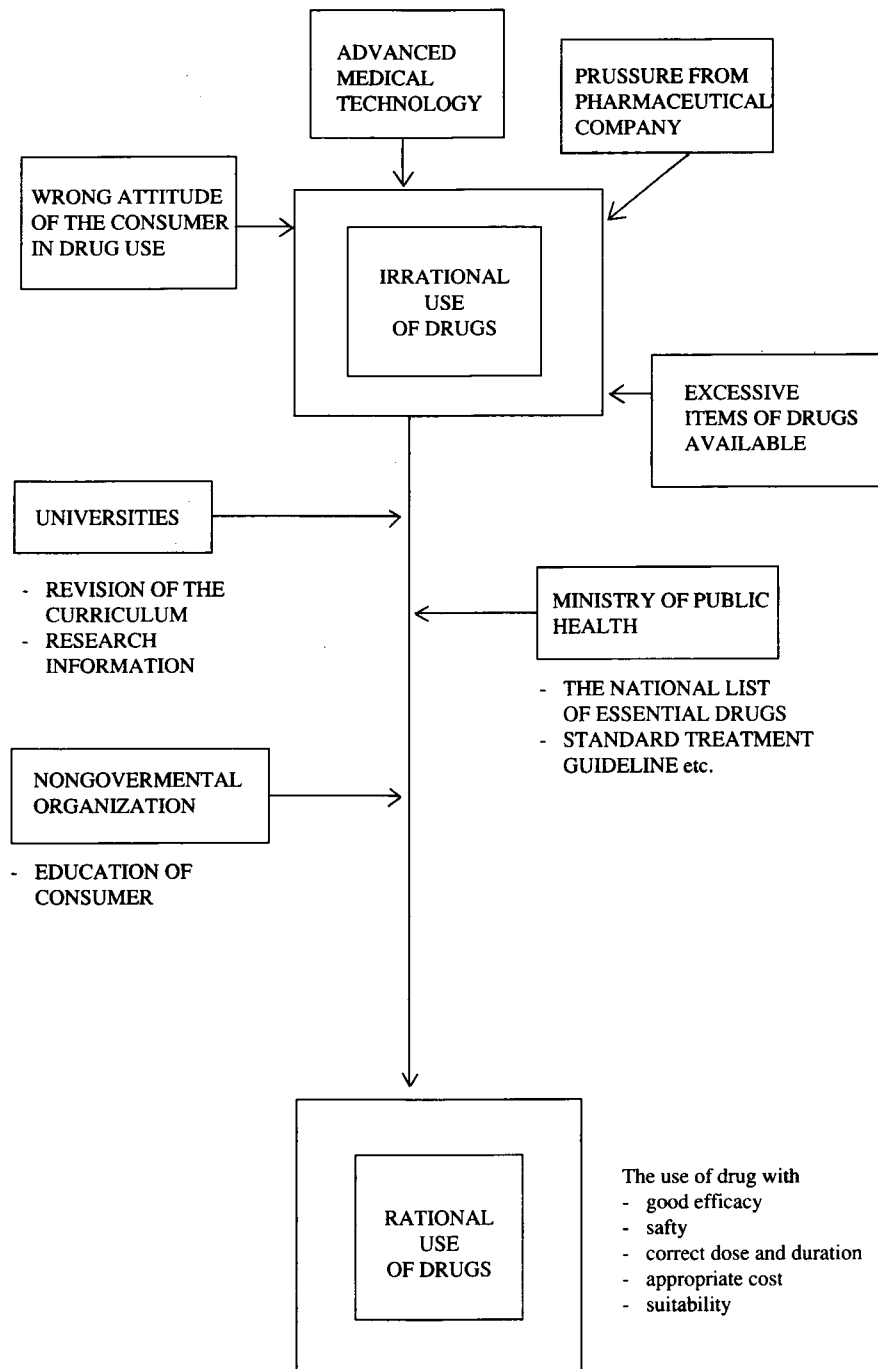 ADVANCED
MEDICAL
TECHNOLOGY
PRUSSURE FROM
PHARMACEUTICAL
COMPANY
WRONG ATTITUDE
OF THE CONSUMER
IN DRUG USE
IRRATIONAL
USE
OF DRUGS
EXCESSIVE
ITEMS OF DRUGS
AVAILABLE
UNIVERSITIES
- REVISION OF THE
CURRICULUM
- RESEARCH
INFORMATION
MINISTRY OF PUBLIC
HEALTH
- THE NATIONAL LIST
OF ESSENTIAL DRUGS
- STANDARD TREATMENT
GUIDELINE etc.
NONGOVERMENTAL
ORGANIZATION
- EDUCATION OF
CONSUMER
RATIONAL
USE
OF DRUGS
The use of drug with
- good efficacy
- safty
- correct dose and duration
- appropriate cost
- suitability